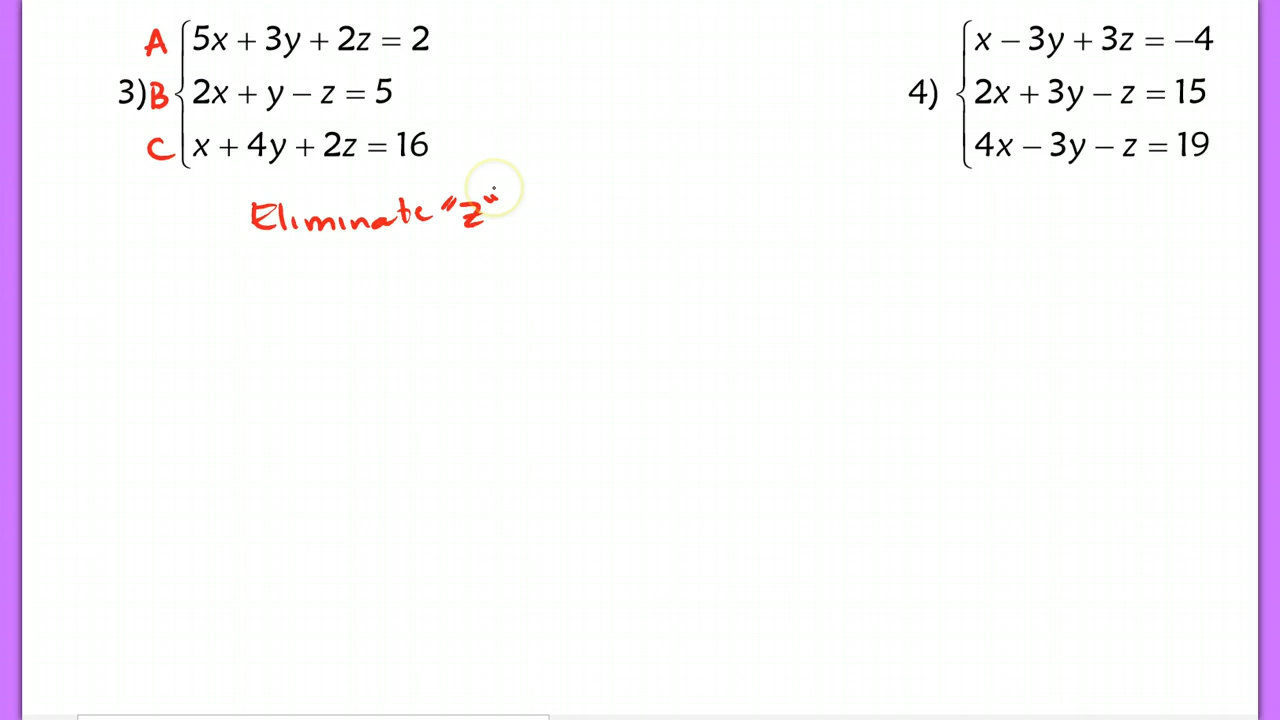 A 5x + 3y + 2z = 2
3) B 2x + y − z = 5
C x + 4y + 2z = 16
Eliminate "z"
x − 3y + 3z = −4
4) 2x + 3y − z = 15
4x − 3y − z = 19